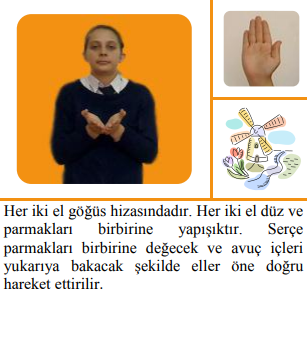 Her iki el göğüs hizasındadır. Her iki el düz ve
parmakları birbirine yapışıktır. Serçe
parmakları birbirine değecek ve avuç içleri
yukarıya bakacak şekilde eller öne doğru
hareket ettirilir.